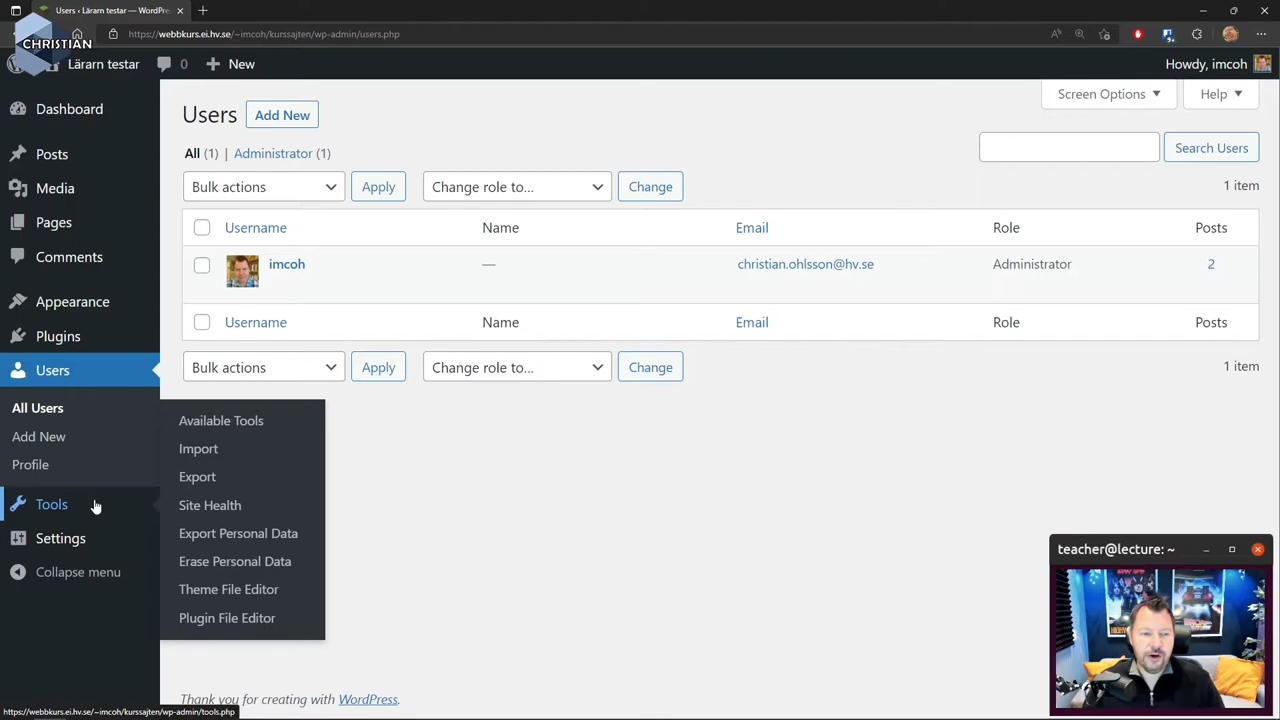 Users ‹ Lärarn testar — WordPre
https://webbkurs.ei.hv.se/~imcoh/kurssajten/wp-admin/users.php
CHRISTIAN
Lärarn testar
0
New
Howdy, imcoh
Dashboard
Posts
Media
Pages
Comments
Appearance
Plugins
Users
All Users
Add New
Profile
Tools
Settings
Collapse menu
Available Tools
Import
Export
Site Health
Export Personal Data
Erase Personal Data
Theme File Editor
Plugin File Editor
Screen Options
Help
Users
Add New
All (1) | Administrator (1)
Search Users
Bulk actions
Apply
Change role to...
Change
1 item
Username Name Email Role Posts
imcoh — christian.ohlsson@hv.se Administrator 2
Username Name Email Role Posts
Bulk actions
Apply
Change role to...
Change
1 item
Thank you for creating with WordPress.
https://webbkurs.ei.hv.se/~imcoh/kurssajten/wp-admin/tools.php
teacher@lecture: ~